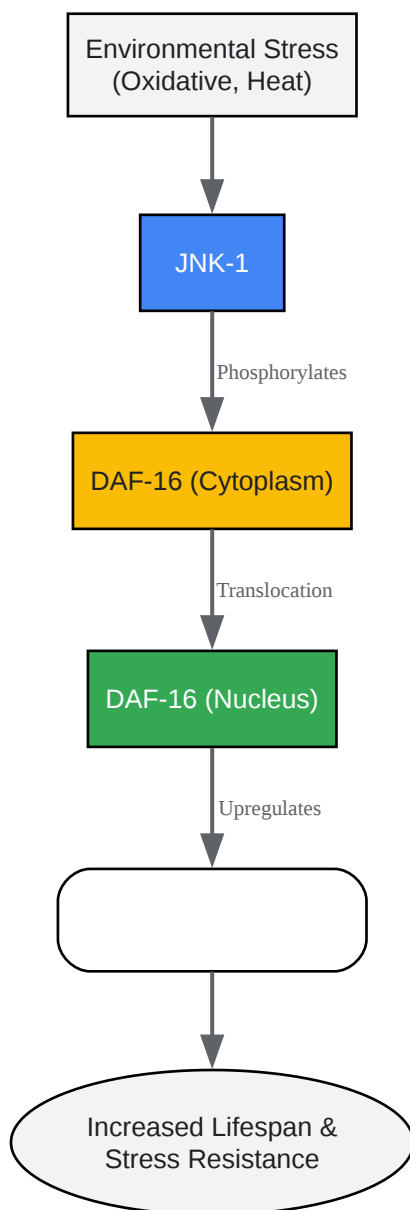 Environmental Stress
(Oxidative, Heat)
JNK-1
Phosphorylates
DAF-16 (Cytoplasm)
Translocation
DAF-16 (Nucleus)
Upregulates
Increased Lifespan &
Stress Resistance